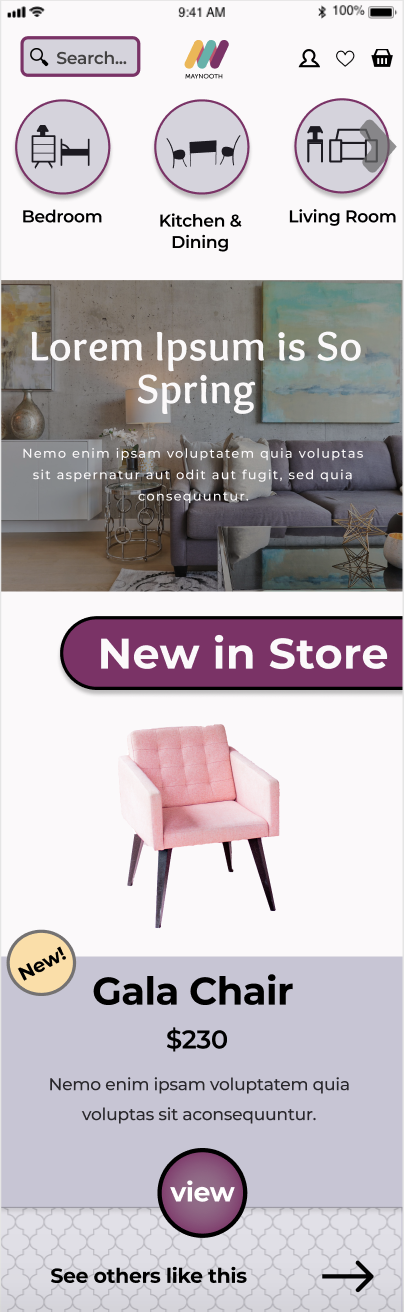 9:41 AM
100%
Search...
MAYNOOTH
Bedroom
Kitchen &
Dining
Living Room
Lorem Ipsum is So
Spring
Nemo enim ipsam voluptatem quia voluptas
sit aspernatur aut odit aut fugit, sed quia
consequuntur.
New in Store
New!
Gala Chair
$230
Nemo enim ipsam voluptatem quia
voluptas sit aconsequuntur.
view
See others like this